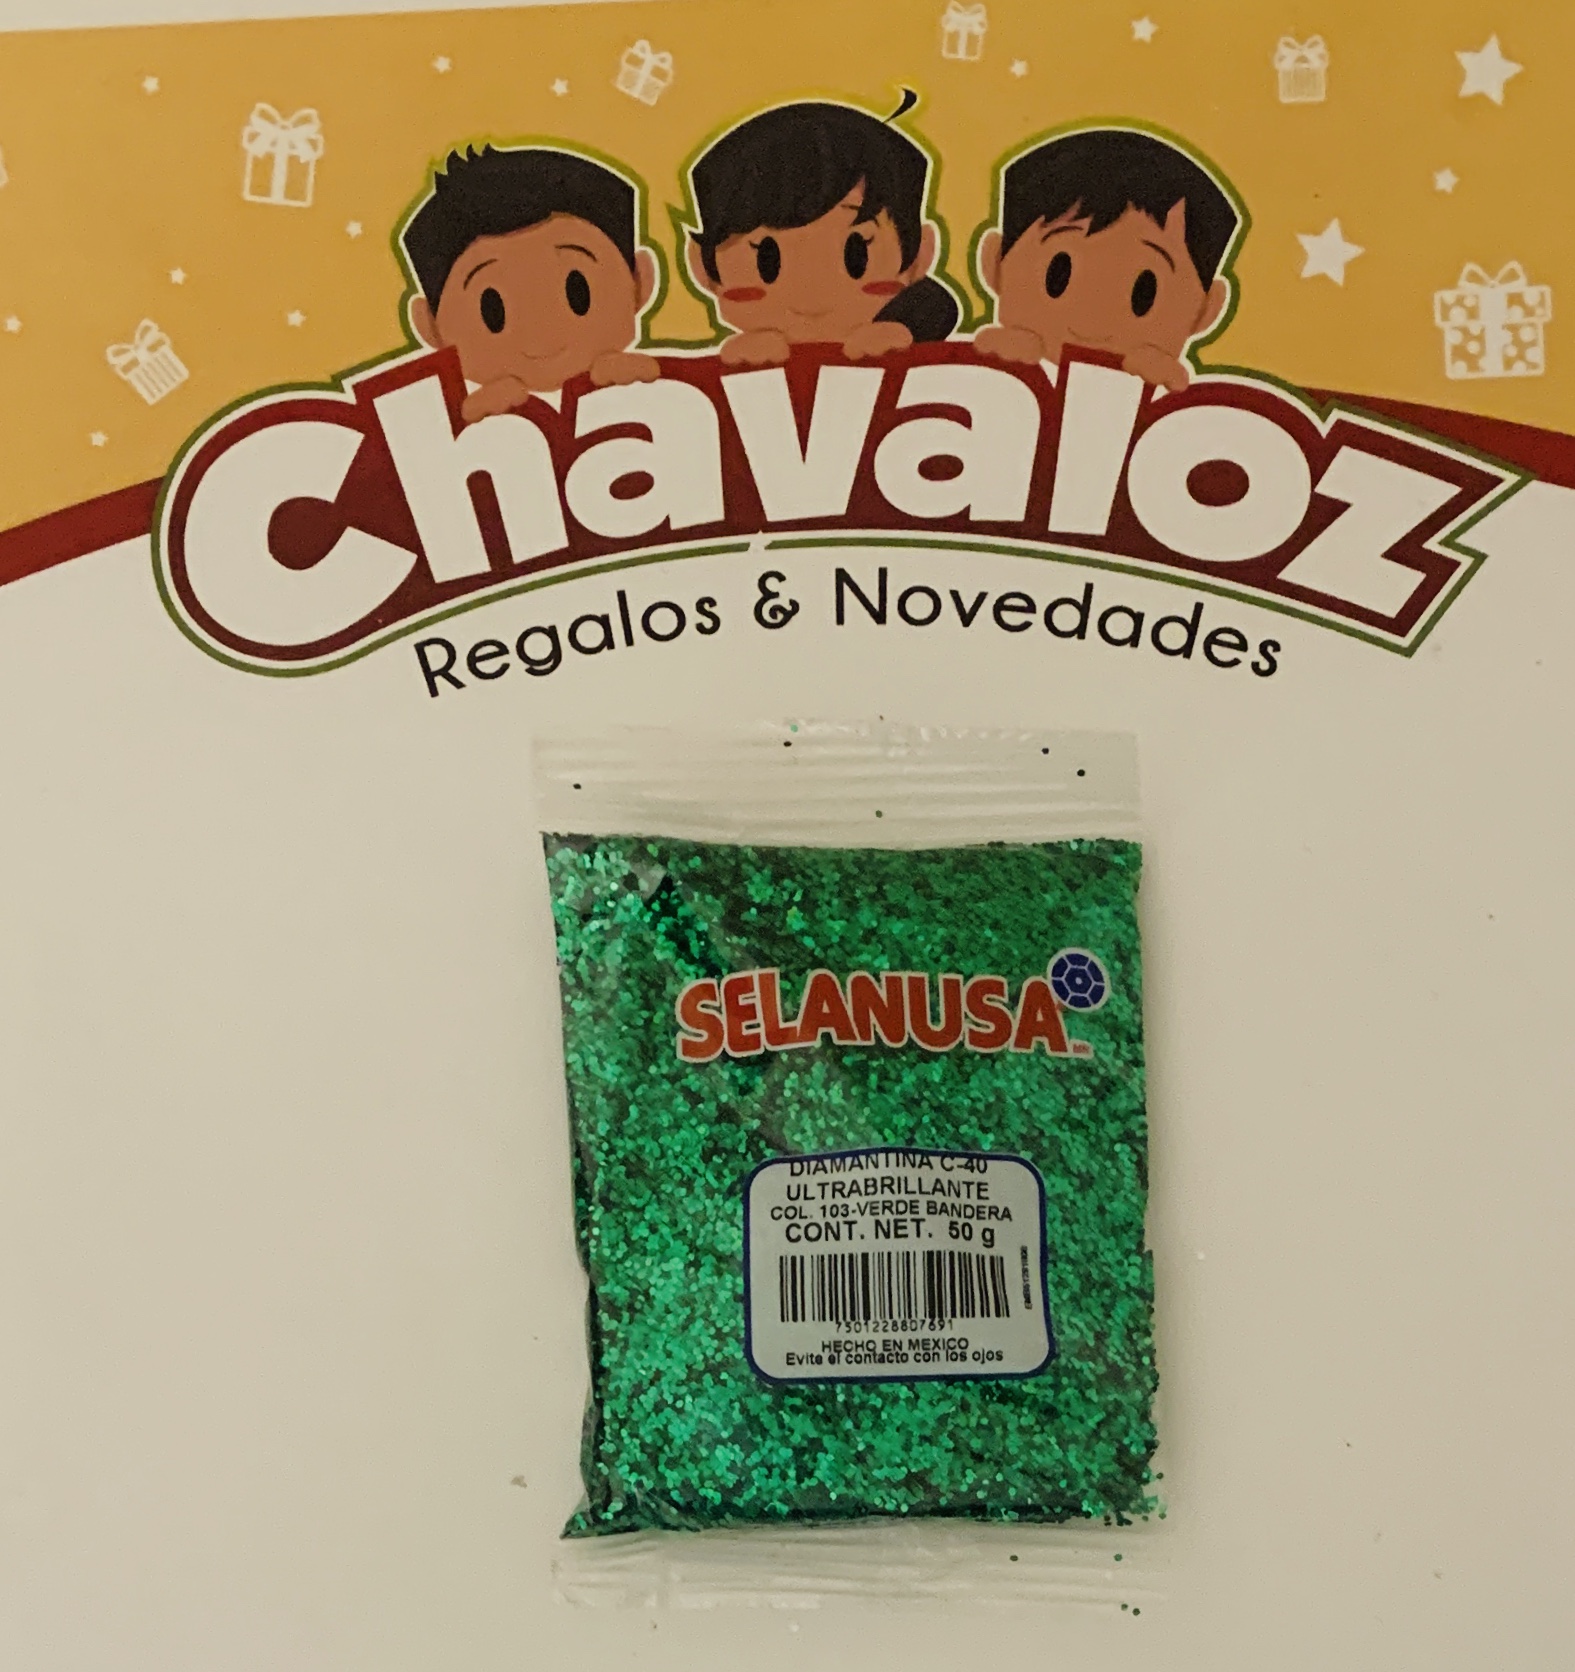 Chavaloz
Regalos & Novedades
SELANUSA
DIAMANTINA C-40
ULTRABRILLANTE
COL. 103-VERDE BANDERA
CONT. NET. 50 g
7501228807691
HECHO EN MEXICO
Evite el contacto con los ojos